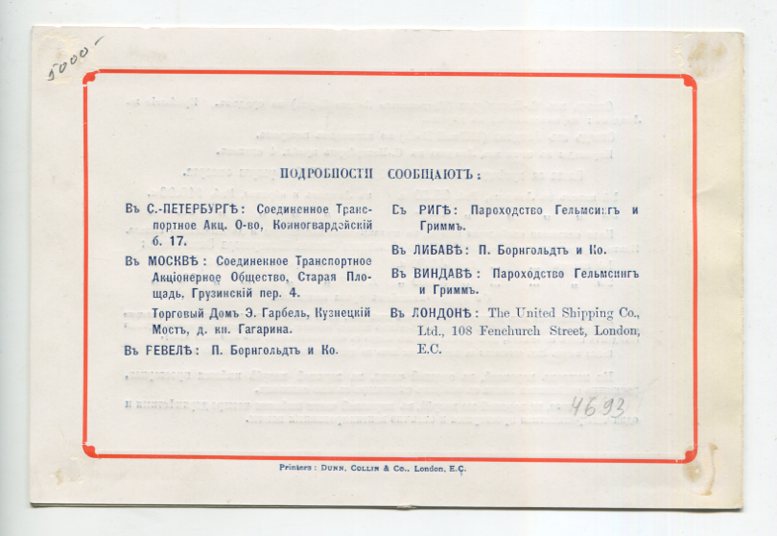 5000-
ПОДРОБНОСТИ СООБЩАЮТЪ:
Въ С.-ПЕТЕРБУРГѢ: Соединенное Транс-
портное Акц. О-во, Конногвардэйскій
б. 17.
Въ МОСКВѢ: Соединенное Транспортное
Акціонерное Общество, Старая Пло-
щадь, Грузинскій пер. 4.
Торговый Домъ Э. Гарбель, Кузнецкій
Мостъ, д. кн. Гагарина.
Въ РЕВЕЛѢ: П. Борнгольдтъ и Ко.
Въ РИГѢ: Пароходство Гельмсингъ и
Гриммъ.
Въ ЛИБАВѢ: П. Борнгольдтъ и Ко.
Въ ВИНДАВѢ: Пароходство Гельмсингъ
и Гриммъ.
Въ ЛОНДОНѢ: The United Shipping Co.,
Ltd., 108 Fenchurch Street, London,
E.C.
4693
Printers: DUNN, COLLIN & Co., London, E.C.